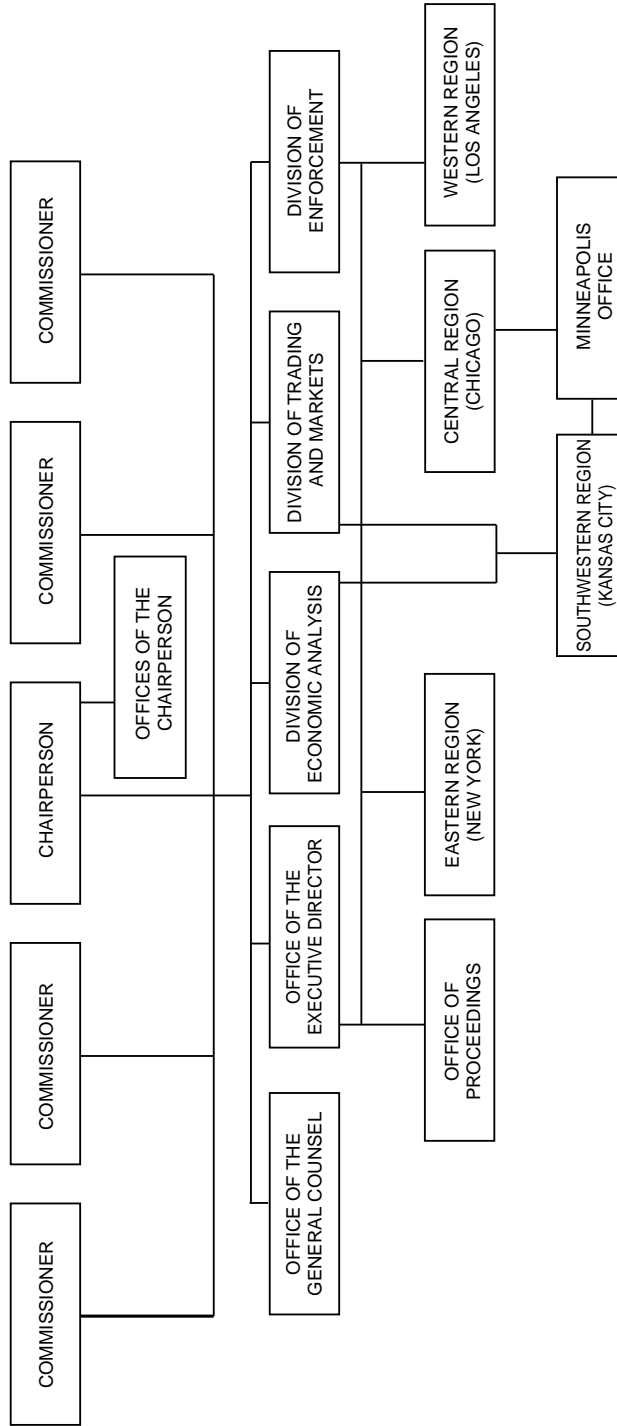 COMMISSIONER
COMMISSIONER
CHAIRPERSON
COMMISSIONER
COMMISSIONER
OFFICES OF THE
CHAIRPERSON
OFFICE OF THE
GENERAL COUNSEL
OFFICE OF THE
EXECUTIVE DIRECTOR
DIVISION OF
ECONOMIC ANALYSIS
DIVISION OF TRADING
AND MARKETS
DIVISION OF
ENFORCEMENT
OFFICE OF
PROCEEDINGS
EASTERN REGION
(NEW YORK)
CENTRAL REGION
(CHICAGO)
WESTERN REGION
(LOS ANGELES)
SOUTHWESTERN REGION
(KANSAS CITY)
MINNEAPOLIS
OFFICE